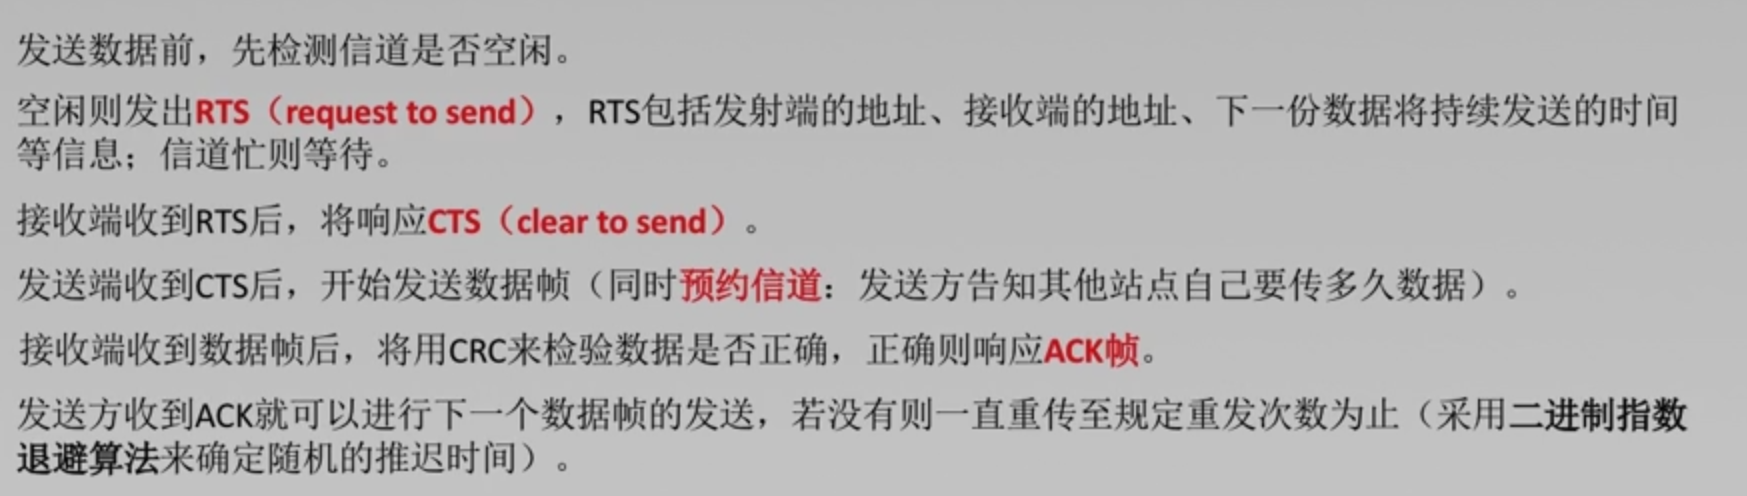 发送数据前，先检测信道是否空闲。
空闲则发出RTS（request to send），RTS包括发射端的地址、接收端的地址、下一份数据将持续发送的时间
等信息；信道忙则等待。
接收端收到RTS后，将响应CTS（clear to send）。
发送端收到CTS后，开始发送数据帧（同时预约信道：发送方告知其他站点自己要传多久数据）。
接收端收到数据帧后，将用CRC来检验数据是否正确，正确则响应ACK帧。
发送方收到ACK就可以进行下一个数据帧的发送，若没有则一直重传至规定重发次数为止（采用二进制指数
退避算法来确定随机的推迟时间）。